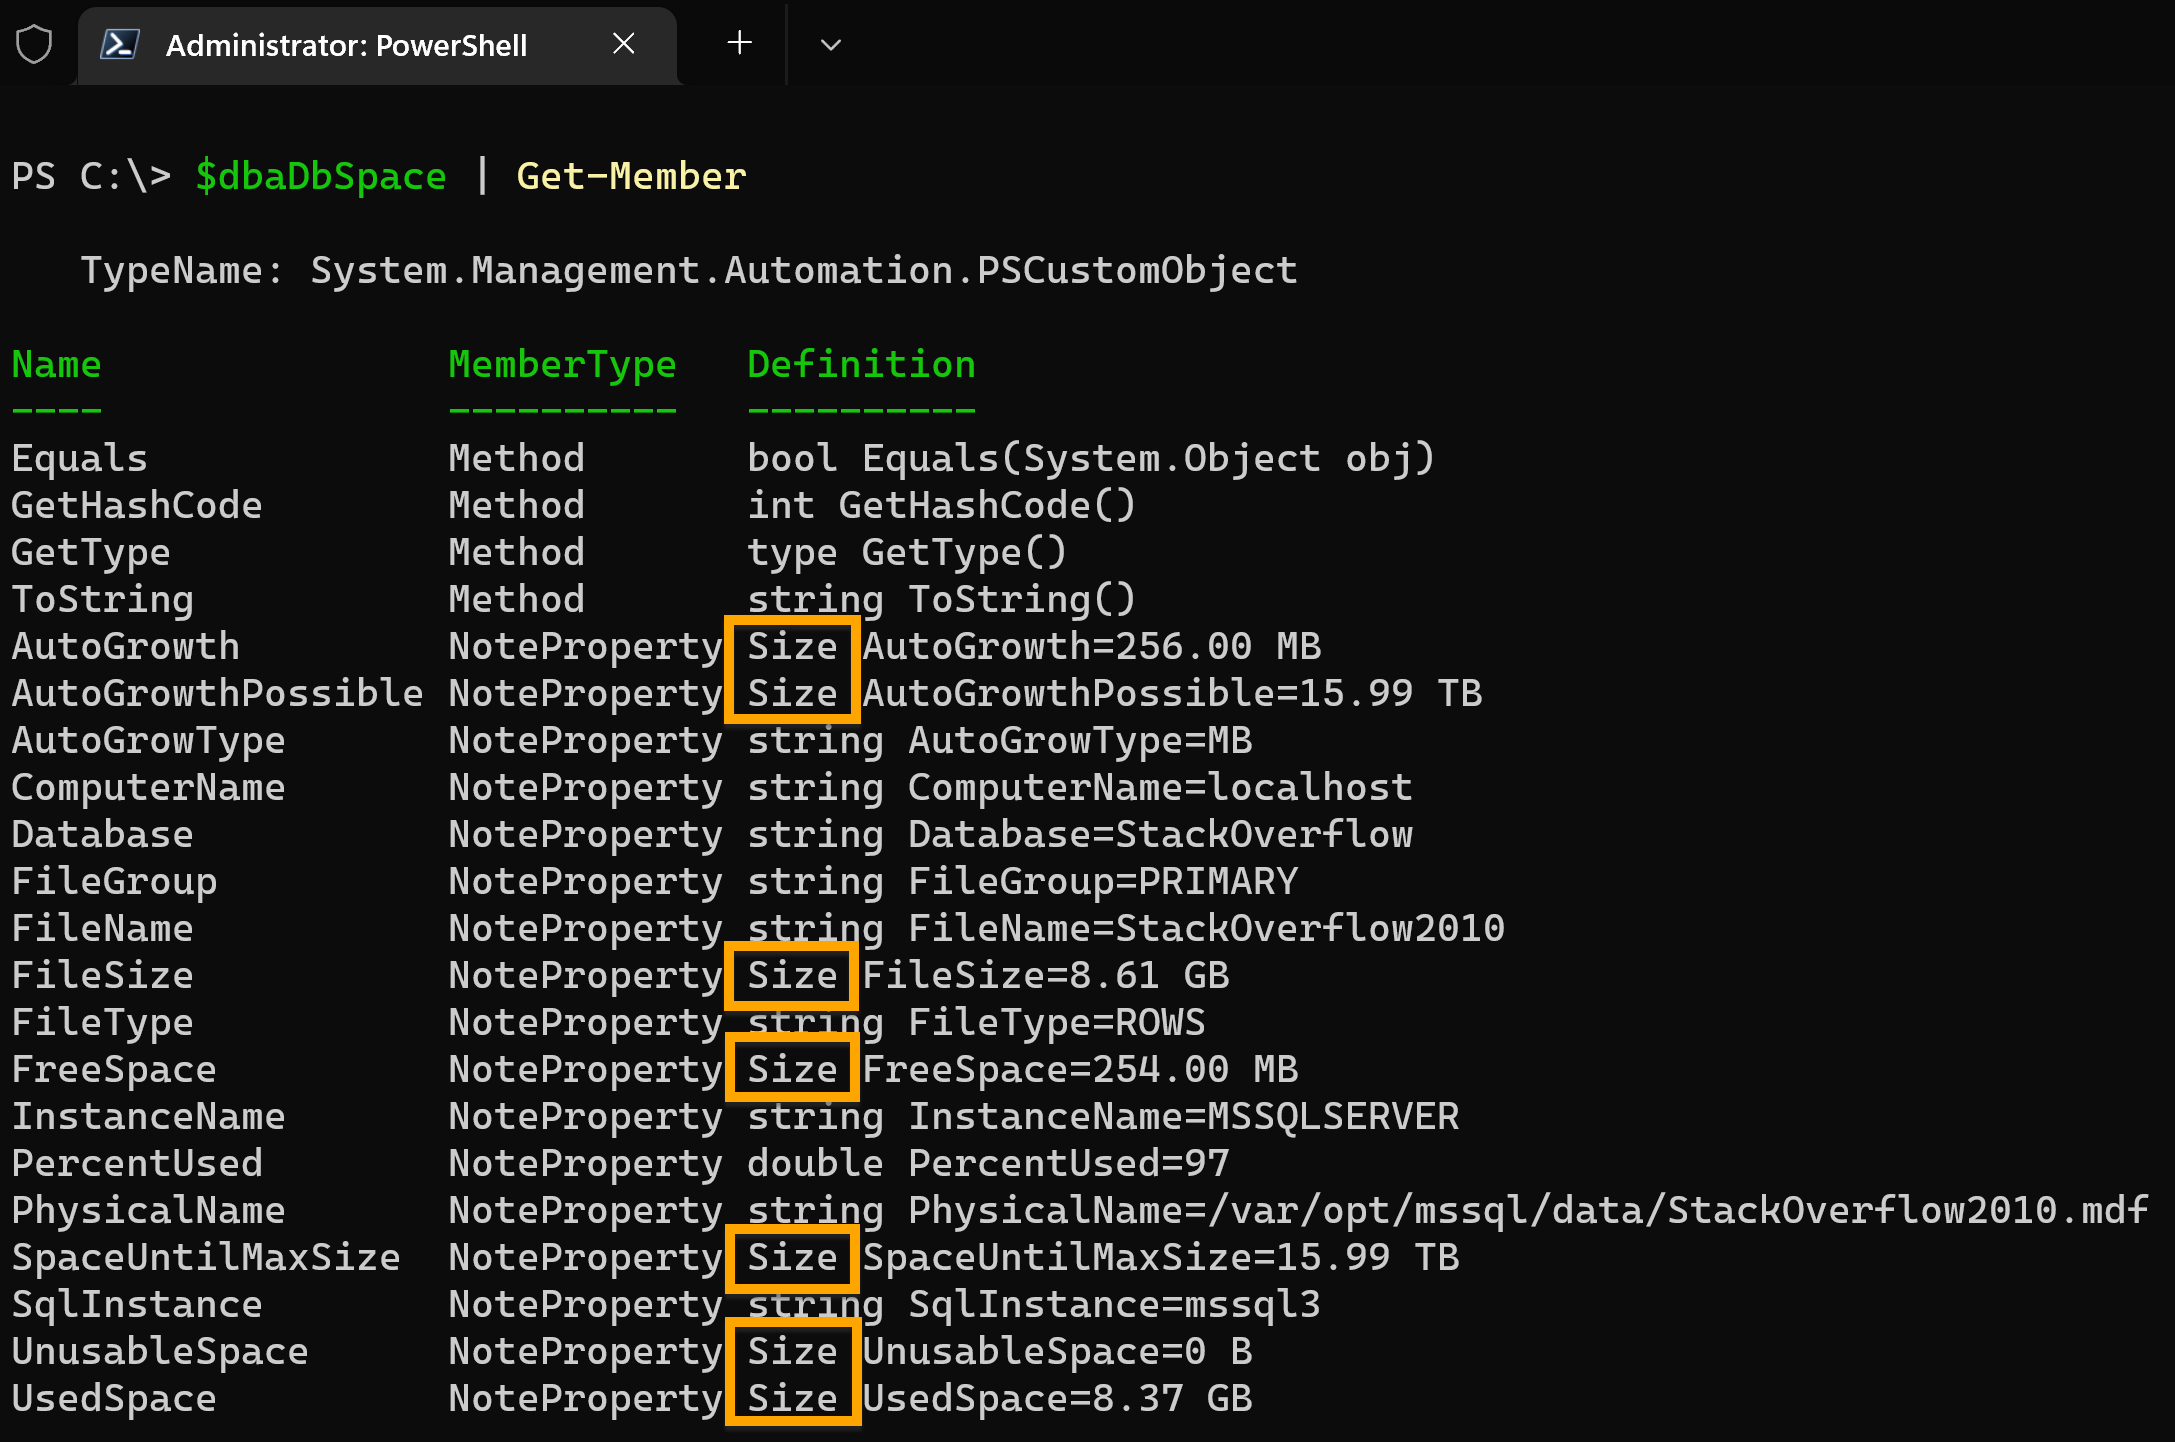 Administrator: PowerShell
PS C:\> $dbaDbSpace | Get-Member
TypeName: System.Management.Automation.PSCustomObject
Name MemberType Definition
---- ---------- ----------
Equals Method bool Equals(System.Object obj)
GetHashCode Method int GetHashCode()
GetType Method type GetType()
ToString Method string ToString()
AutoGrowth NoteProperty Size AutoGrowth=256.00 MB
AutoGrowthPossible NoteProperty Size AutoGrowthPossible=15.99 TB
AutoGrowType NoteProperty string AutoGrowType=MB
ComputerName NoteProperty string ComputerName=localhost
Database NoteProperty string Database=StackOverflow
FileGroup NoteProperty string FileGroup=PRIMARY
FileName NoteProperty string FileName=StackOverflow2010
FileSize NoteProperty Size FileSize=8.61 GB
FileType NoteProperty string FileType=ROWS
FreeSpace NoteProperty Size FreeSpace=254.00 MB
InstanceName NoteProperty string InstanceName=MSSQLSERVER
PercentUsed NoteProperty double PercentUsed=97
PhysicalName NoteProperty string PhysicalName=/var/opt/mssql/data/StackOverflow2010.mdf
SpaceUntilMaxSize NoteProperty Size SpaceUntilMaxSize=15.99 TB
SqlInstance NoteProperty string SqlInstance=mssql3
UnusableSpace NoteProperty Size UnusableSpace=0 B
UsedSpace NoteProperty Size UsedSpace=8.37 GB